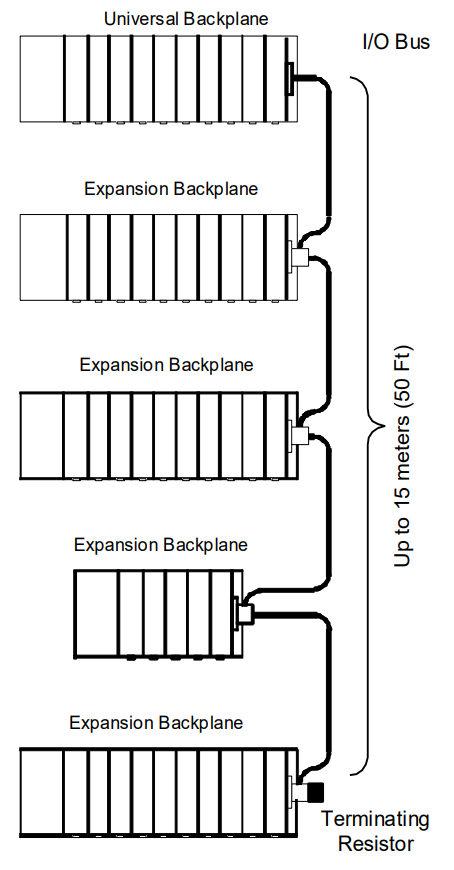 Universal Backplane
I/O Bus
Expansion Backplane
Expansion Backplane
Up to 15 meters (50 Ft)
Expansion Backplane
Expansion Backplane
Terminating
Resistor